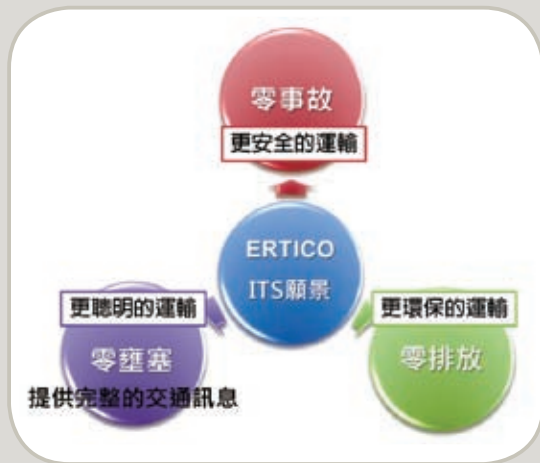 零事故
更安全的運輸
ERTICO
ITS願景
更聰明的運輸
零壅塞
提供完整的交通訊息
更環保的運輸
零排放